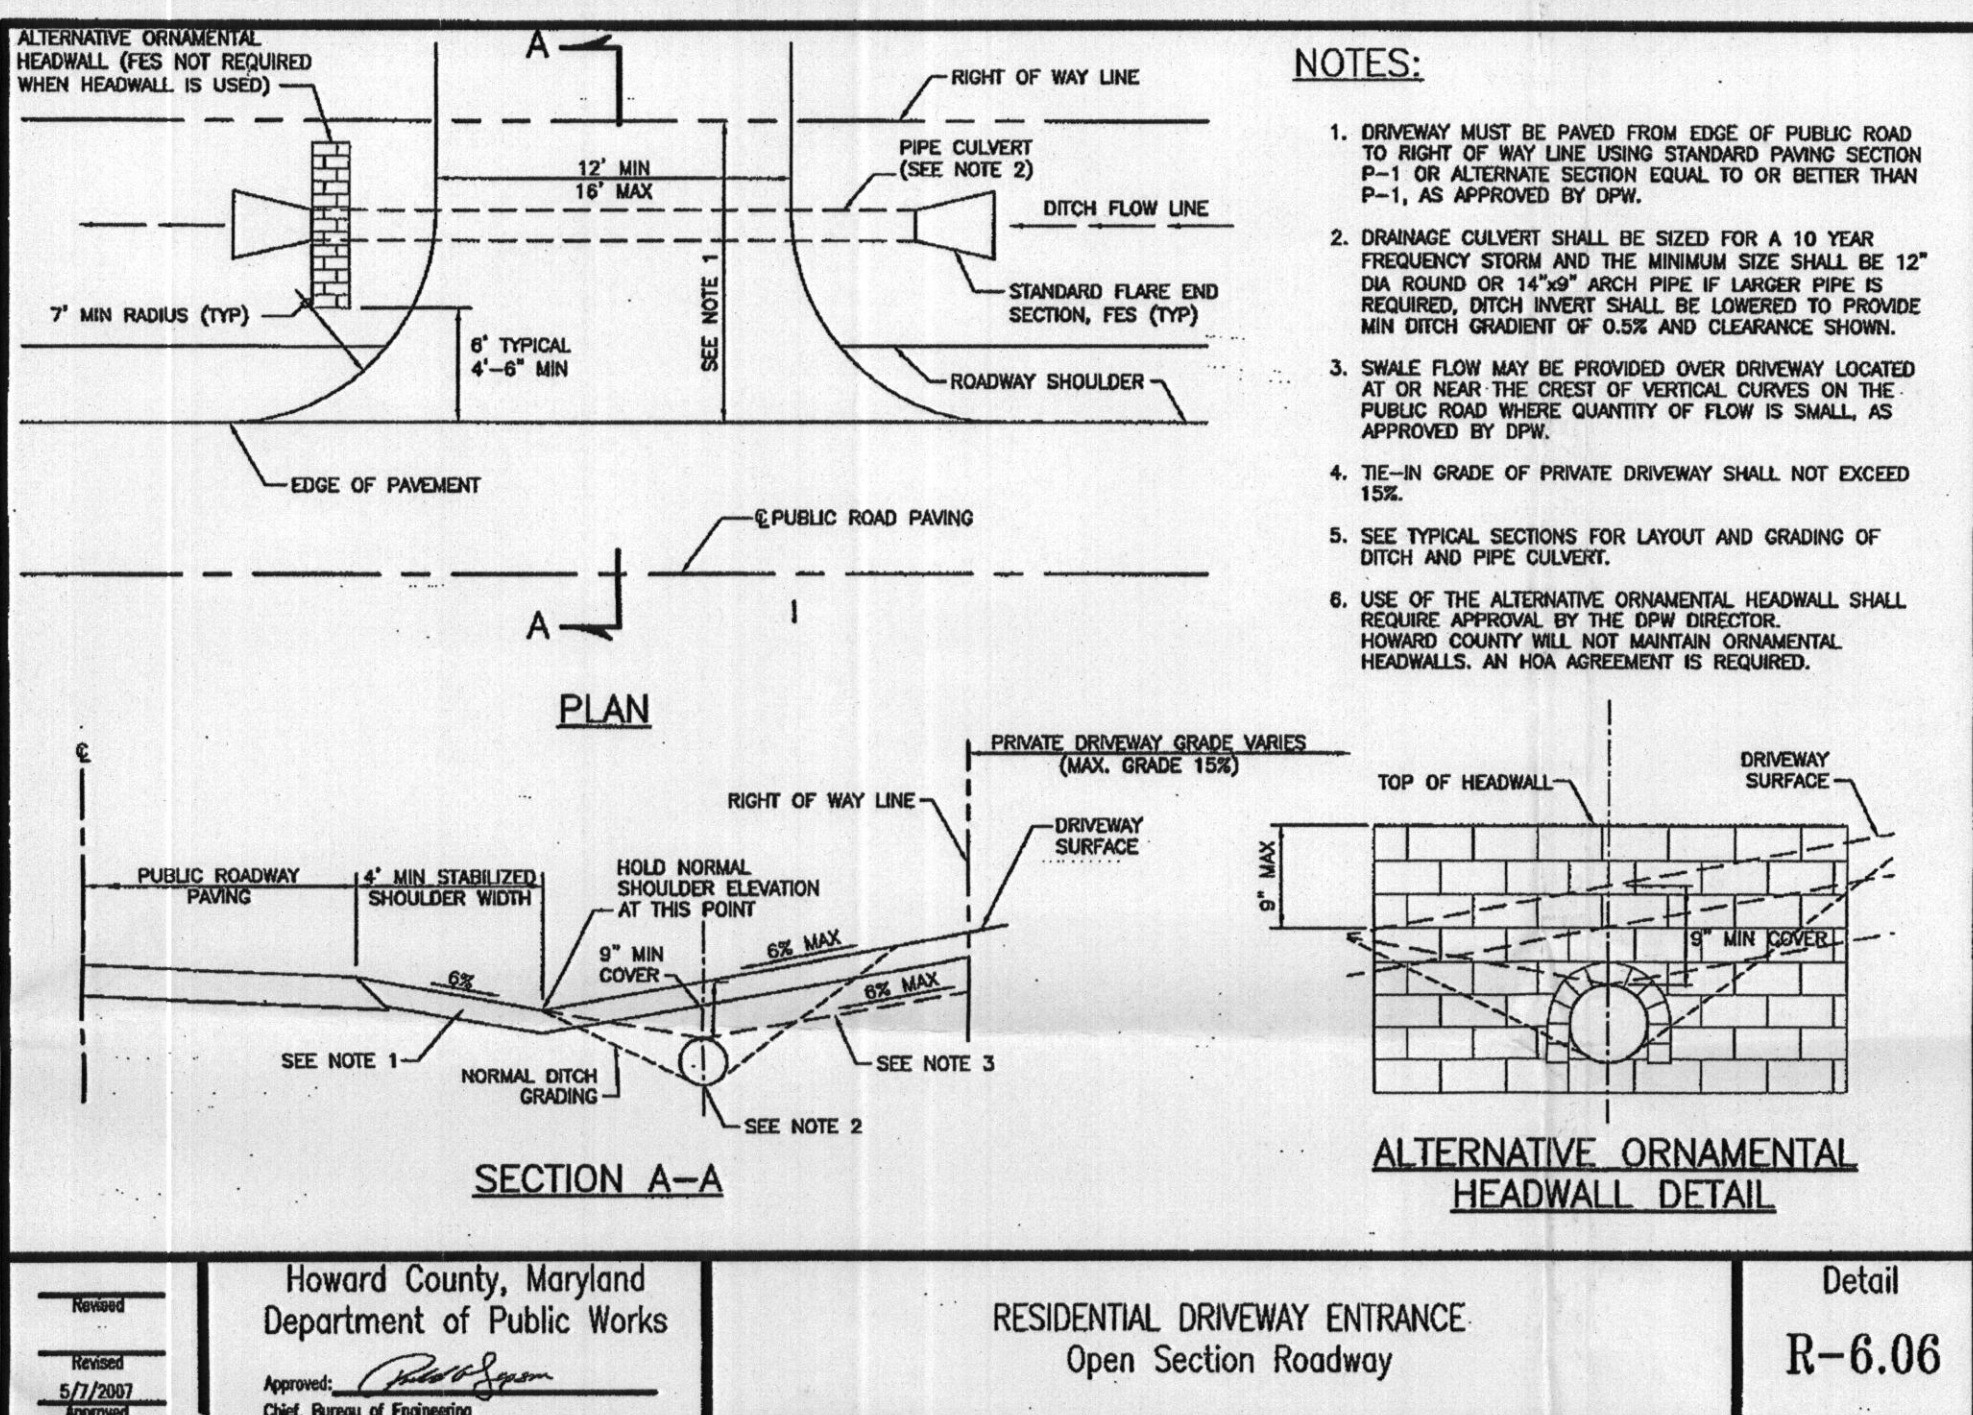 ALTERNATIVE ORNAMENTAL
HEADWALL (FES NOT REQUIRED
WHEN HEADWALL IS USED)
A
RIGHT OF WAY LINE
PIPE CULVERT
(SEE NOTE 2)
12' MIN
16' MAX
DITCH FLOW LINE
SEE NOTE 1
7' MIN RADIUS (TYP)
STANDARD FLARE END
SECTION, FES (TYP)
6' TYPICAL
4'-6" MIN
ROADWAY SHOULDER
EDGE OF PAVEMENT
℄ PUBLIC ROAD PAVING
A
PLAN
NOTES:
1. DRIVEWAY MUST BE PAVED FROM EDGE OF PUBLIC ROAD
TO RIGHT OF WAY LINE USING STANDARD PAVING SECTION
P-1 OR ALTERNATE SECTION EQUAL TO OR BETTER THAN
P-1, AS APPROVED BY DPW.
2. DRAINAGE CULVERT SHALL BE SIZED FOR A 10 YEAR
FREQUENCY STORM AND THE MINIMUM SIZE SHALL BE 12"
DIA ROUND OR 14"x9" ARCH PIPE IF LARGER PIPE IS
REQUIRED, DITCH INVERT SHALL BE LOWERED TO PROVIDE
MIN DITCH GRADIENT OF 0.5% AND CLEARANCE SHOWN.
3. SWALE FLOW MAY BE PROVIDED OVER DRIVEWAY LOCATED
AT OR NEAR THE CREST OF VERTICAL CURVES ON THE
PUBLIC ROAD WHERE QUANTITY OF FLOW IS SMALL, AS
APPROVED BY DPW.
4. TIE-IN GRADE OF PRIVATE DRIVEWAY SHALL NOT EXCEED
15%.
5. SEE TYPICAL SECTIONS FOR LAYOUT AND GRADING OF
DITCH AND PIPE CULVERT.
6. USE OF THE ALTERNATIVE ORNAMENTAL HEADWALL SHALL
REQUIRE APPROVAL BY THE DPW DIRECTOR.
HOWARD COUNTY WILL NOT MAINTAIN ORNAMENTAL
HEADWALLS. AN HOA AGREEMENT IS REQUIRED.
℄
PRIVATE DRIVEWAY GRADE VARIES
(MAX. GRADE 15%)
RIGHT OF WAY LINE
DRIVEWAY
SURFACE
PUBLIC ROADWAY
PAVING
4' MIN STABILIZED
SHOULDER WIDTH
HOLD NORMAL
SHOULDER ELEVATION
AT THIS POINT
9" MIN
COVER
6% MAX
6%
6% MAX
SEE NOTE 1
NORMAL DITCH
GRADING
SEE NOTE 3
SEE NOTE 2
SECTION A-A
TOP OF HEADWALL
DRIVEWAY
SURFACE
9" MAX
9" MIN COVER
ALTERNATIVE ORNAMENTAL
HEADWALL DETAIL
Revised
Revised
5/7/2007
Approved
Howard County, Maryland
Department of Public Works
Approved:
Chief, Bureau of Engineering
RESIDENTIAL DRIVEWAY ENTRANCE
Open Section Roadway
Detail
R-6.06